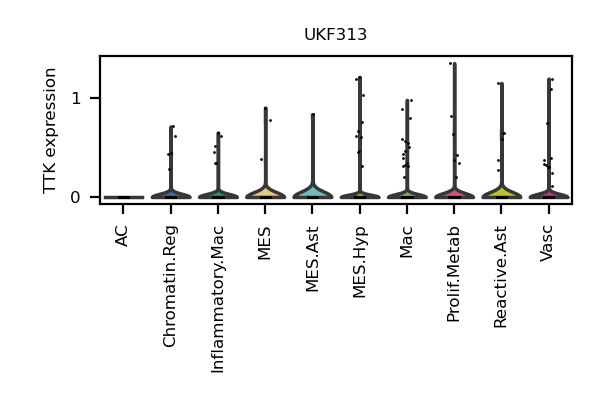 UKF313
TTK expression
1
0
AC
Chromatin.Reg
Inflammatory.Mac
MES
MES.Ast
MES.Hyp
Mac
Prolif.Metab
Reactive.Ast
Vasc